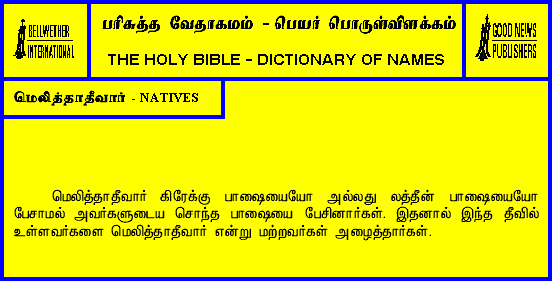 BELLWETHER
INTERNATIONAL
பரிசுத்த வேதாகமம் - பெயர் பொருள்விளக்கம்
THE HOLY BIBLE - DICTIONARY OF NAMES
GOOD NEWS
PUBLISHERS
மெலித்தாதீவார் - NATIVES
மெலித்தாதீவார் கிரேக்கு பாஷையையோ அல்லது லத்தீன் பாஷையையோ
பேசாமல் அவர்களுடைய சொந்த பாஷையை பேசினார்கள். இதனால் இந்த தீவில்
உள்ளவர்களை மெலித்தாதீவார் என்று மற்றவர்கள் அழைத்தார்கள்.